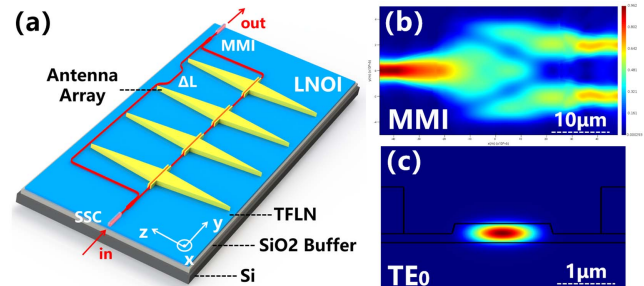 (a)
out
MMI
LNOI
Antenna
Array
ΔL
SSC
in
z
y
x
TFLN
SiO2 Buffer
Si
(b)
MMI
10μm
(c)
TE0
1μm